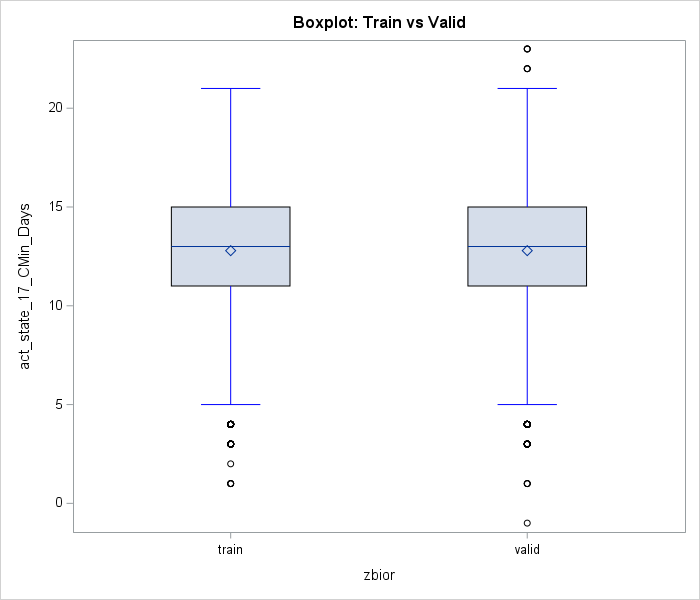 Boxplot: Train vs Valid
act_state_17_CMin_Days
20
15
10
5
0
train valid
zbior